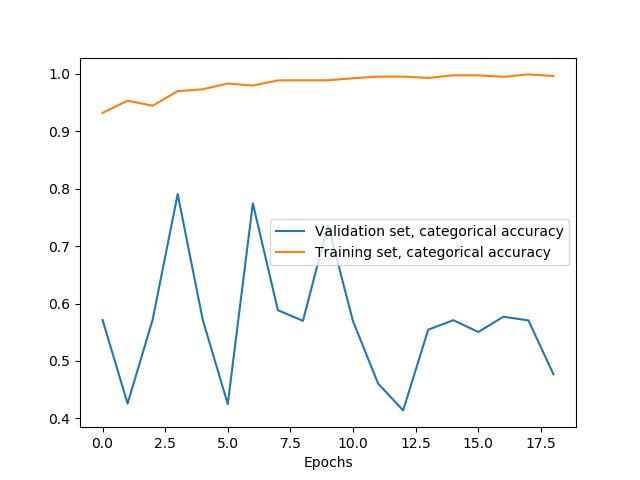 1.0
0.9
0.8
0.7
0.6
0.5
0.4
Validation set, categorical accuracy
Training set, categorical accuracy
0.0 2.5 5.0 7.5 10.0 12.5 15.0 17.5
Epochs